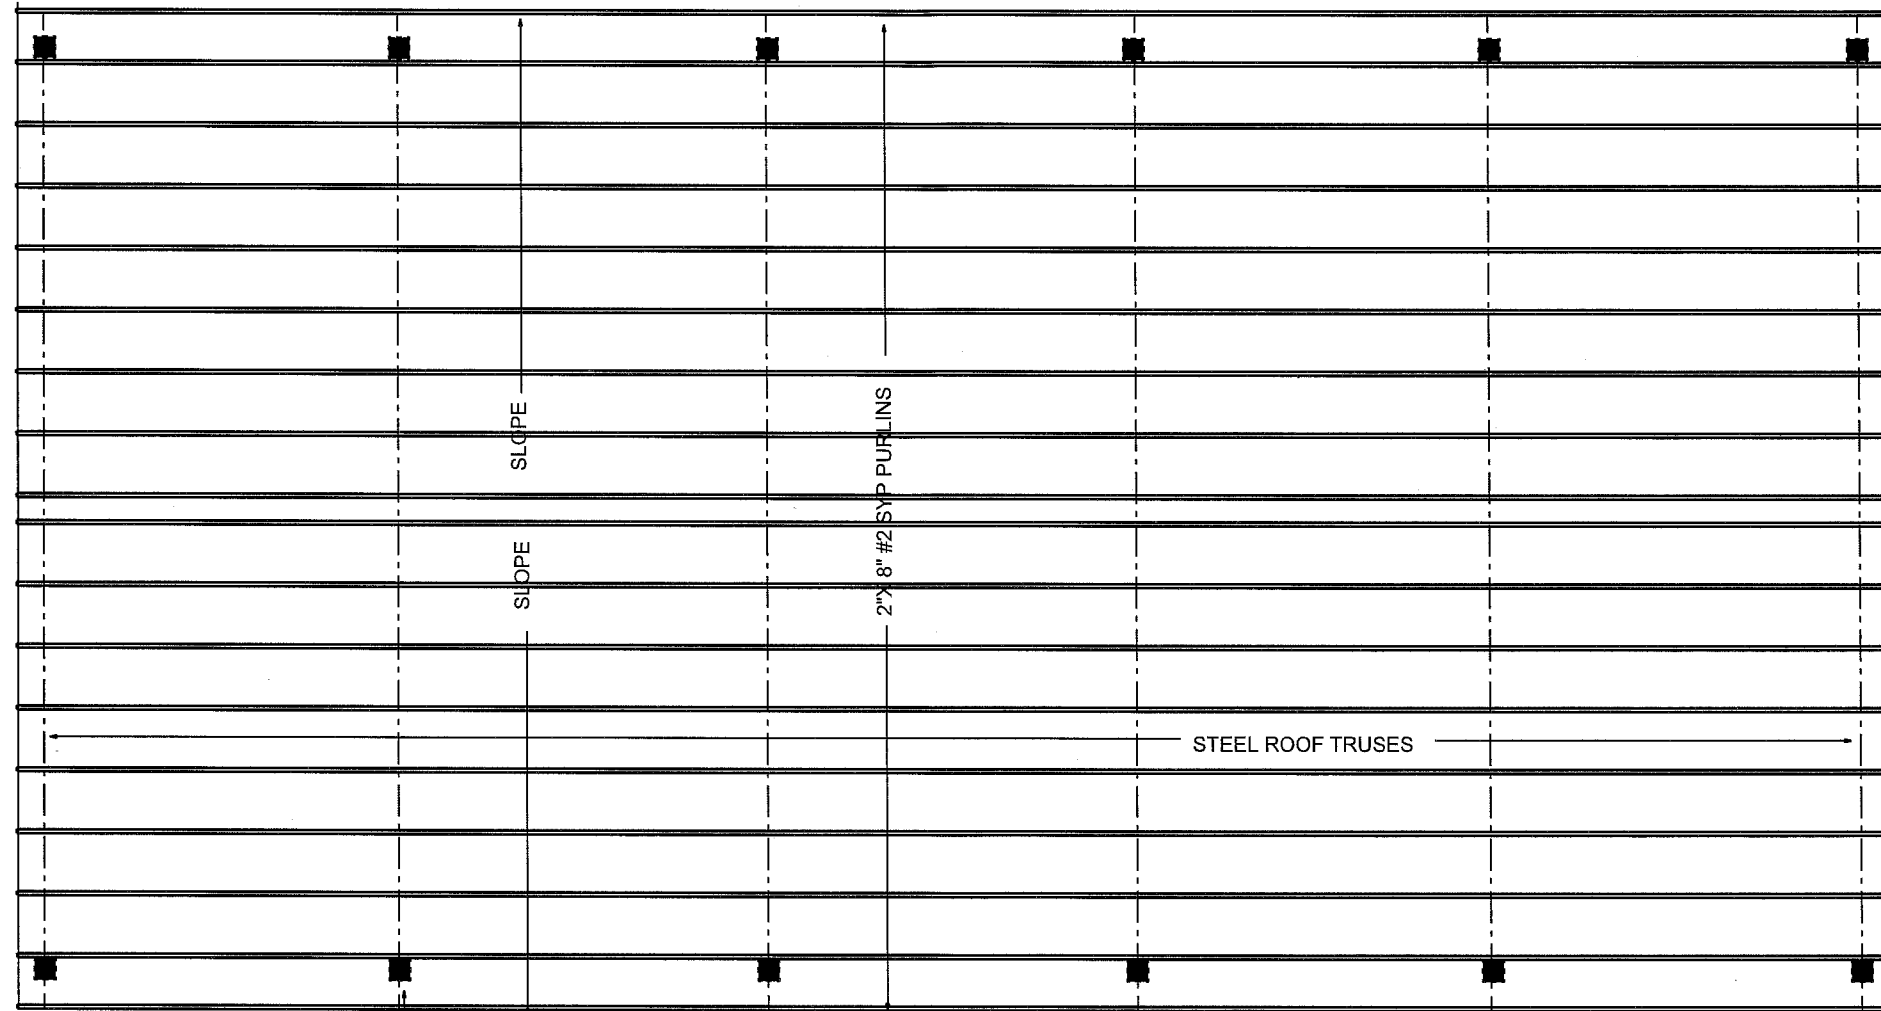 SLOPE
SLOPE
2"X 8" #2 SYP PURLINS
STEEL ROOF TRUSES